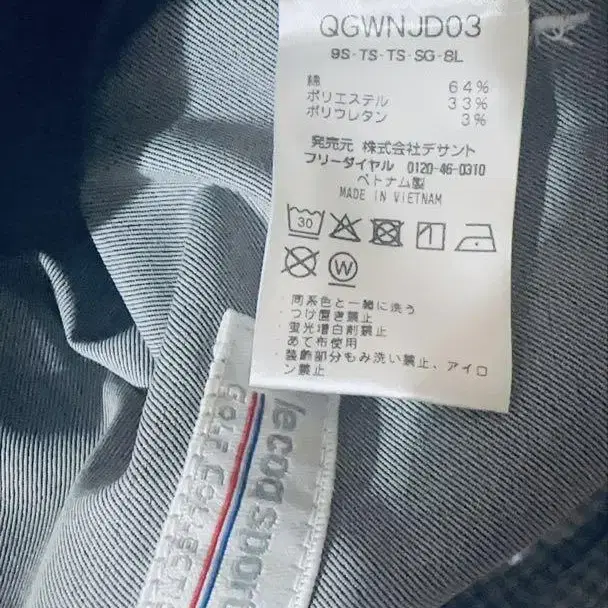 QGWNJD03
9S-TS-TS-SG-8L
綿 64%
ポリエステル 33%
ポリウレタン 3%
発売元 株式会社デサント
フリーダイヤル 0120-46-0310
ベトナム製
MADE IN VIETNAM
30
W
・同系色と一緒に洗う
・つけ置き禁止
・蛍光増白剤禁止
・あて布使用
・装飾部分もみ洗い禁止、アイロ
ン禁止
lecoqsport
GOLF COLLECT